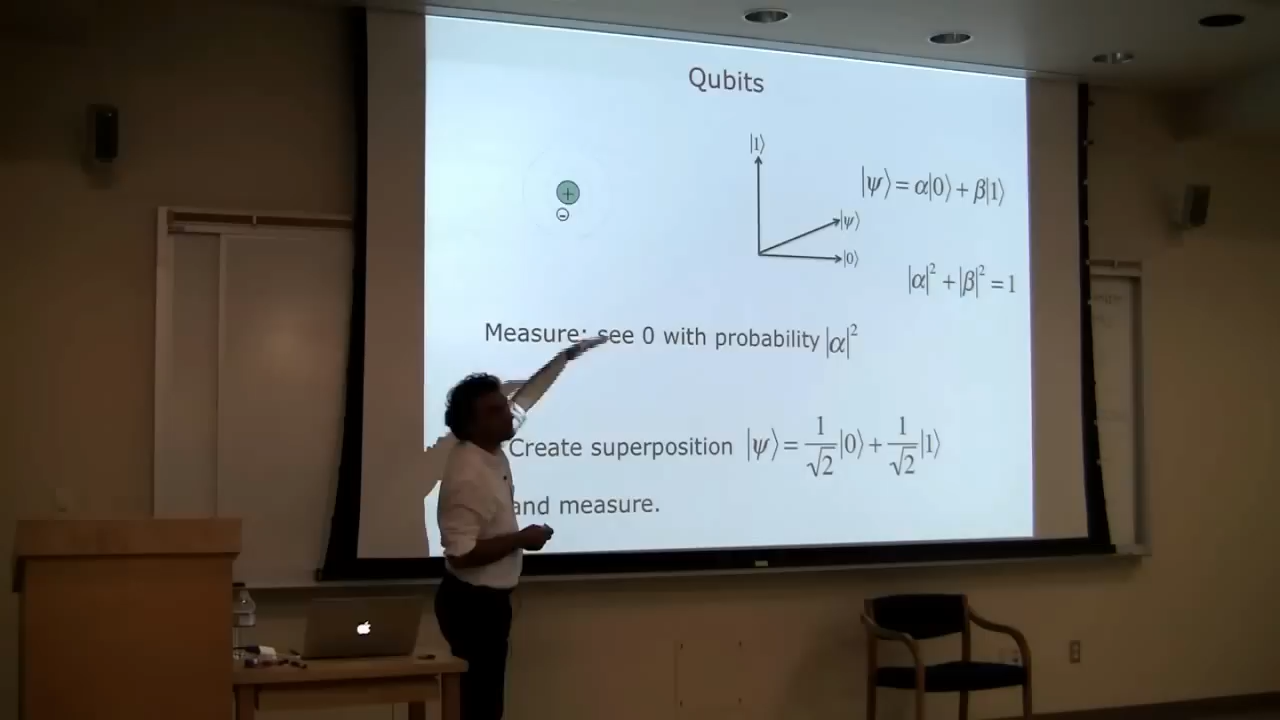 Qubits
|1⟩
|ψ⟩ = α|0⟩ + β|1⟩
+
|ψ⟩
−
|0⟩
|α|² + |β|² = 1
Measure: see 0 with probability |α|²
Create superposition |ψ⟩ = 1/√2 |0⟩ + 1/√2 |1⟩
and measure.